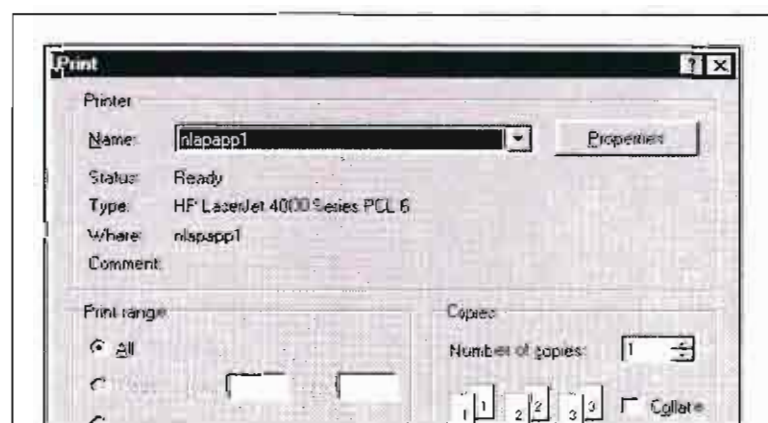 Print
Printer
Name: nlapapp1 Properties
Status: Ready
Type: HP LaserJet 4000 Series PCL 6
Where: nlapapp1
Comment:
Print range
All
Copies
Number of copies: 1
1 1 2 2 3 3 Collate